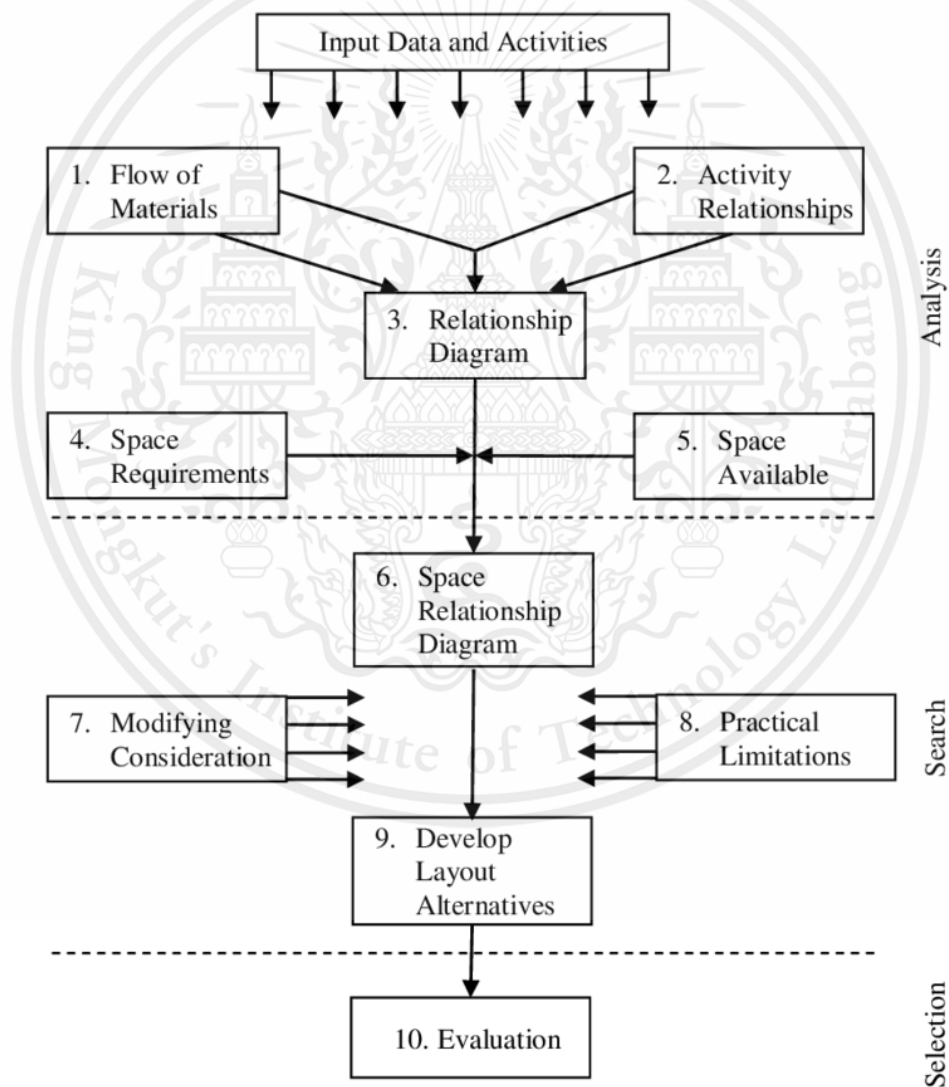 Input Data and Activities
1. Flow of
Materials
2. Activity
Relationships
3. Relationship
Diagram
Analysis
4. Space
Requirements
5. Space
Available
6. Space
Relationship
Diagram
7. Modifying
Consideration
8. Practical
Limitations
Search
9. Develop
Layout
Alternatives
10. Evaluation
Selection
King Mongkut's Institute of Technology Ladkrabang